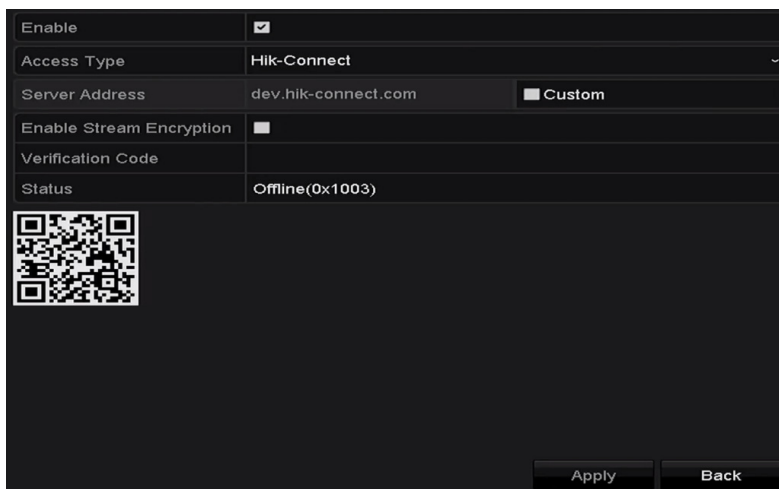 Enable
Access Type Hik-Connect
Server Address dev.hik-connect.com Custom
Enable Stream Encryption
Verification Code
Status Offline(0x1003)
Apply Back